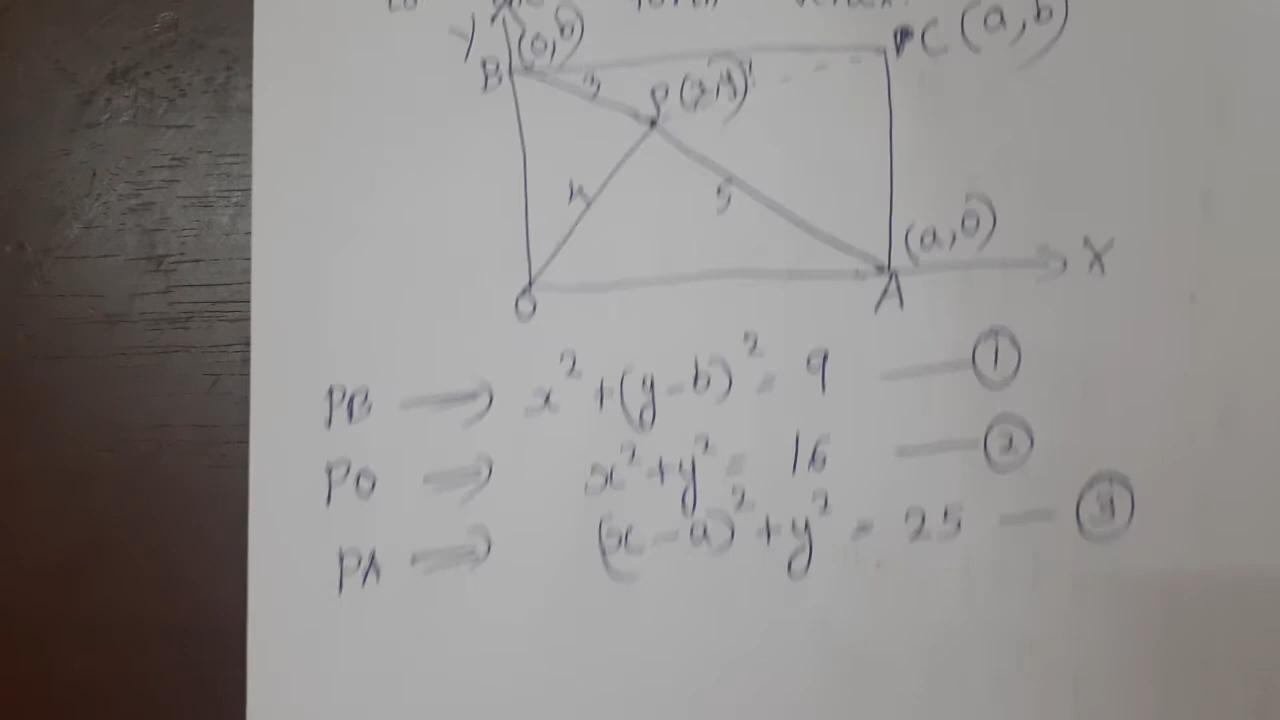 Y
B (0,b)
C (a,b)
3
P (x,y)
4
5
(a,0)
X
O
A
PB → x² + (y-b)² = 9 — ①
PO → x² + y² = 16 — ②
PA → (x-a)² + y² = 25 — ③